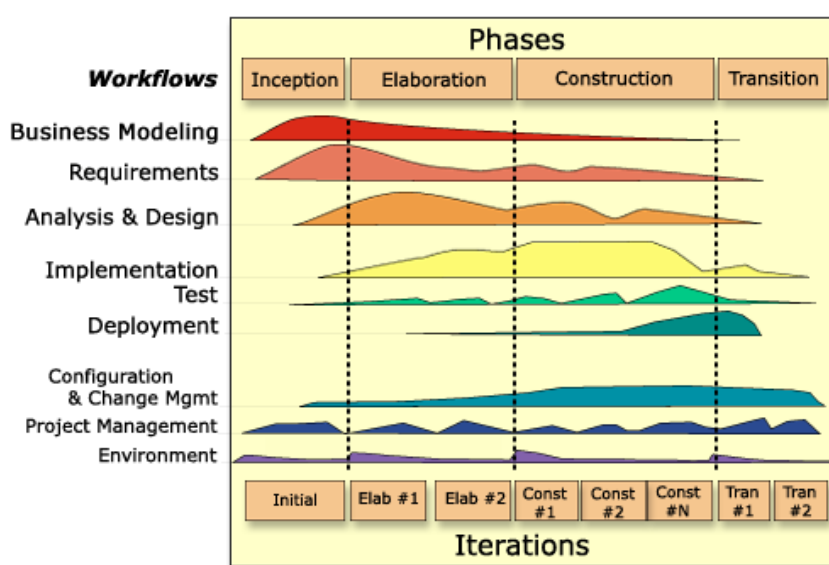 Phases
Workflows
Inception
Elaboration
Construction
Transition
Business Modeling
Requirements
Analysis & Design
Implementation
Test
Deployment
Configuration
& Change Mgmt
Project Management
Environment
Initial
Elab #1
Elab #2
Const
#1
Const
#2
Const
#N
Tran
#1
Tran
#2
Iterations